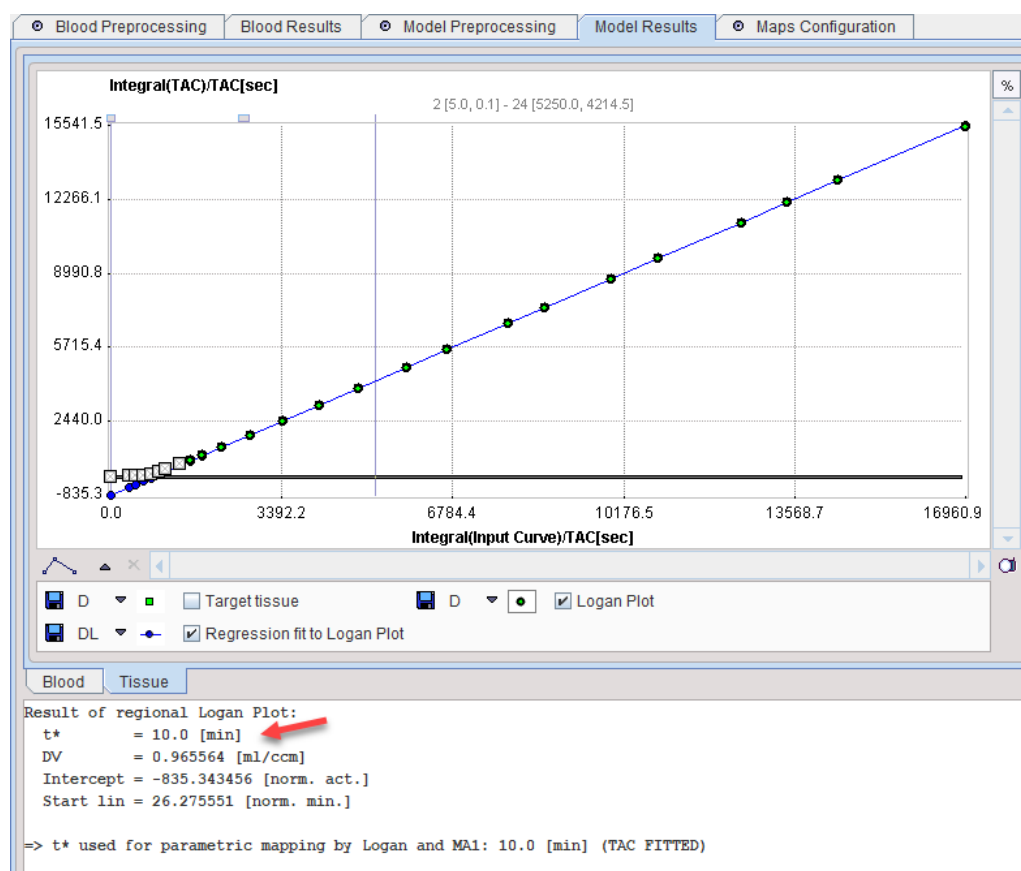 Blood Preprocessing Blood Results Model Preprocessing Model Results Maps Configuration
Integral(TAC)/TAC[sec]
%
2 [5.0, 0.1] - 24 [5250.0, 4214.5]
15541.5
12266.1
8990.8
5715.4
2440.0
-835.3
0.0 3392.2 6784.4 10176.5 13568.7 16960.9
Integral(Input Curve)/TAC[sec]
D Target tissue D Logan Plot
DL Regression fit to Logan Plot
Blood Tissue
Result of regional Logan Plot:
t* = 10.0 [min]
DV = 0.965564 [ml/ccm]
Intercept = -835.343456 [norm. act.]
Start lin = 26.275551 [norm. min.]
=> t* used for parametric mapping by Logan and MA1: 10.0 [min] (TAC FITTED)